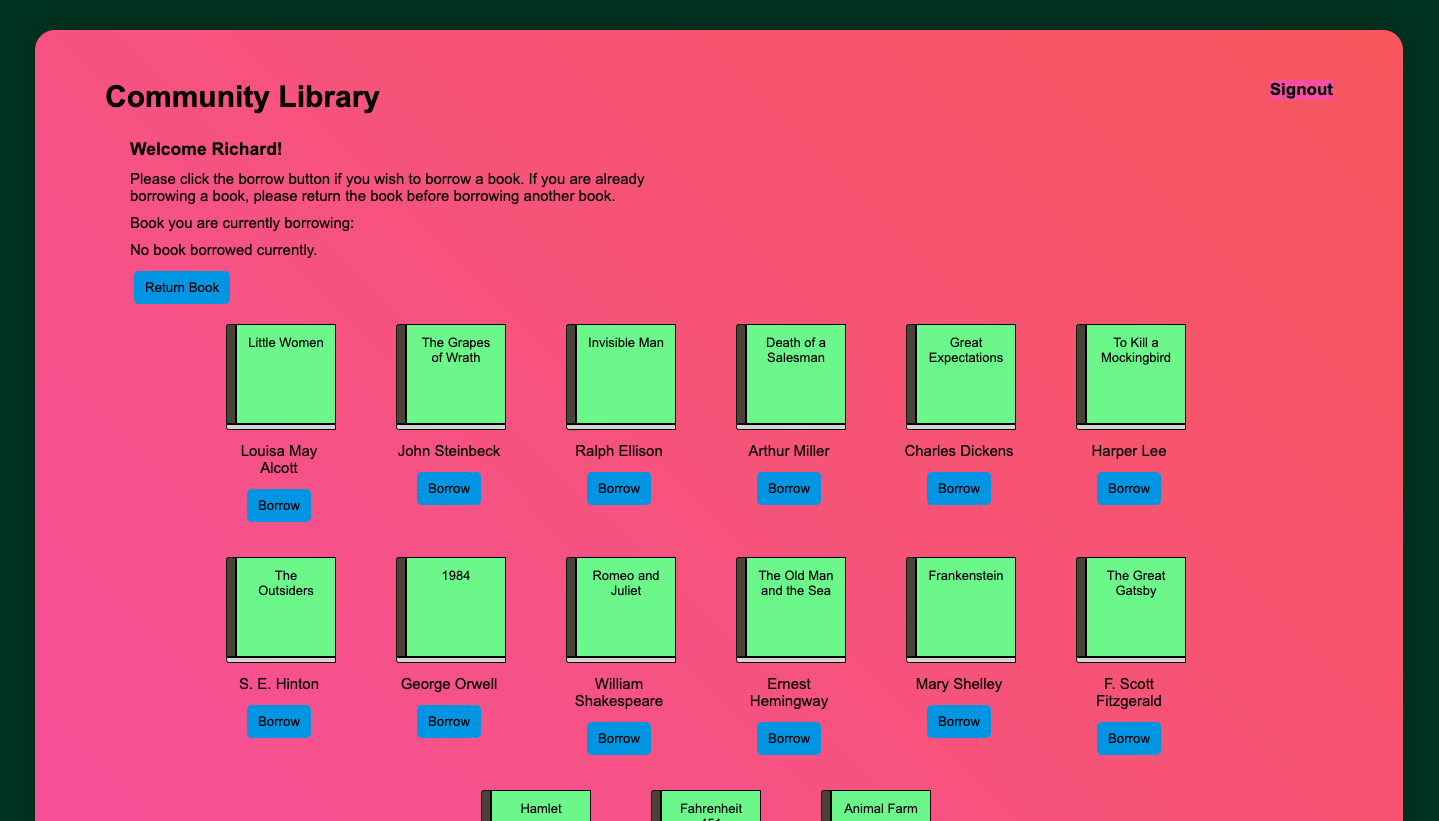 Community Library
Signout
Welcome Richard!
Please click the borrow button if you wish to borrow a book. If you are already
borrowing a book, please return the book before borrowing another book.
Book you are currently borrowing:
No book borrowed currently.
Return Book
Little Women
Louisa May
Alcott
Borrow
The Grapes
of Wrath
John Steinbeck
Borrow
Invisible Man
Ralph Ellison
Borrow
Death of a
Salesman
Arthur Miller
Borrow
Great
Expectations
Charles Dickens
Borrow
To Kill a
Mockingbird
Harper Lee
Borrow
The
Outsiders
S. E. Hinton
Borrow
1984
George Orwell
Borrow
Romeo and
Juliet
William
Shakespeare
Borrow
The Old Man
and the Sea
Ernest
Hemingway
Borrow
Frankenstein
Mary Shelley
Borrow
The Great
Gatsby
F. Scott
Fitzgerald
Borrow
Hamlet
Fahrenheit
451
Animal Farm